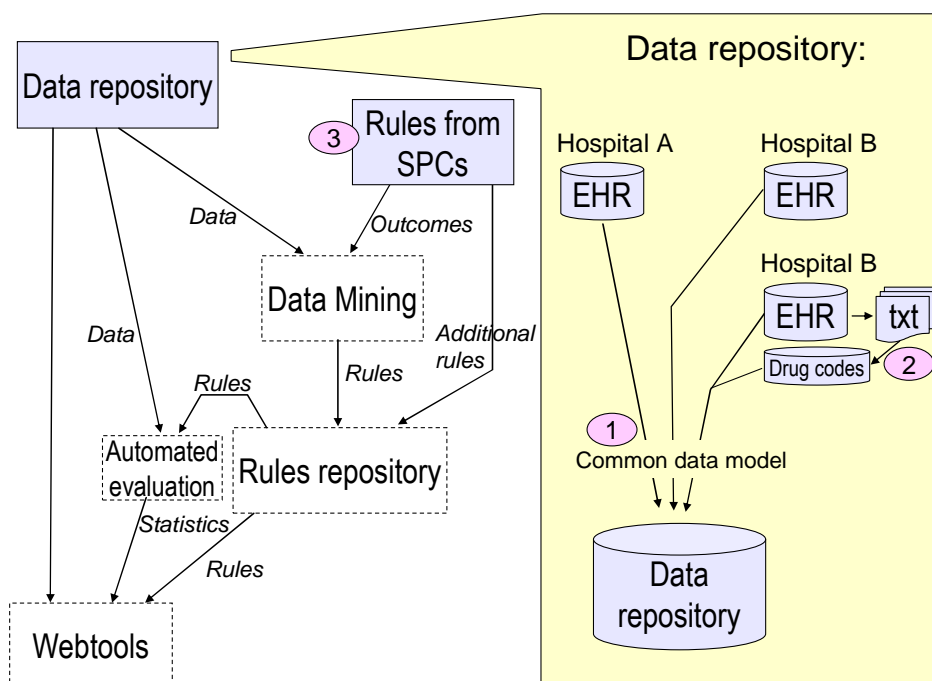 Data repository
3
Rules from
SPCs
Data
Outcomes
Data Mining
Data
Additional
rules
Rules
Rules
Automated
evaluation
Rules repository
Statistics
Rules
Webtools
Data repository:
Hospital A
EHR
Hospital B
EHR
Hospital B
EHR
txt
Drug codes
2
1
Common data model
Data
repository